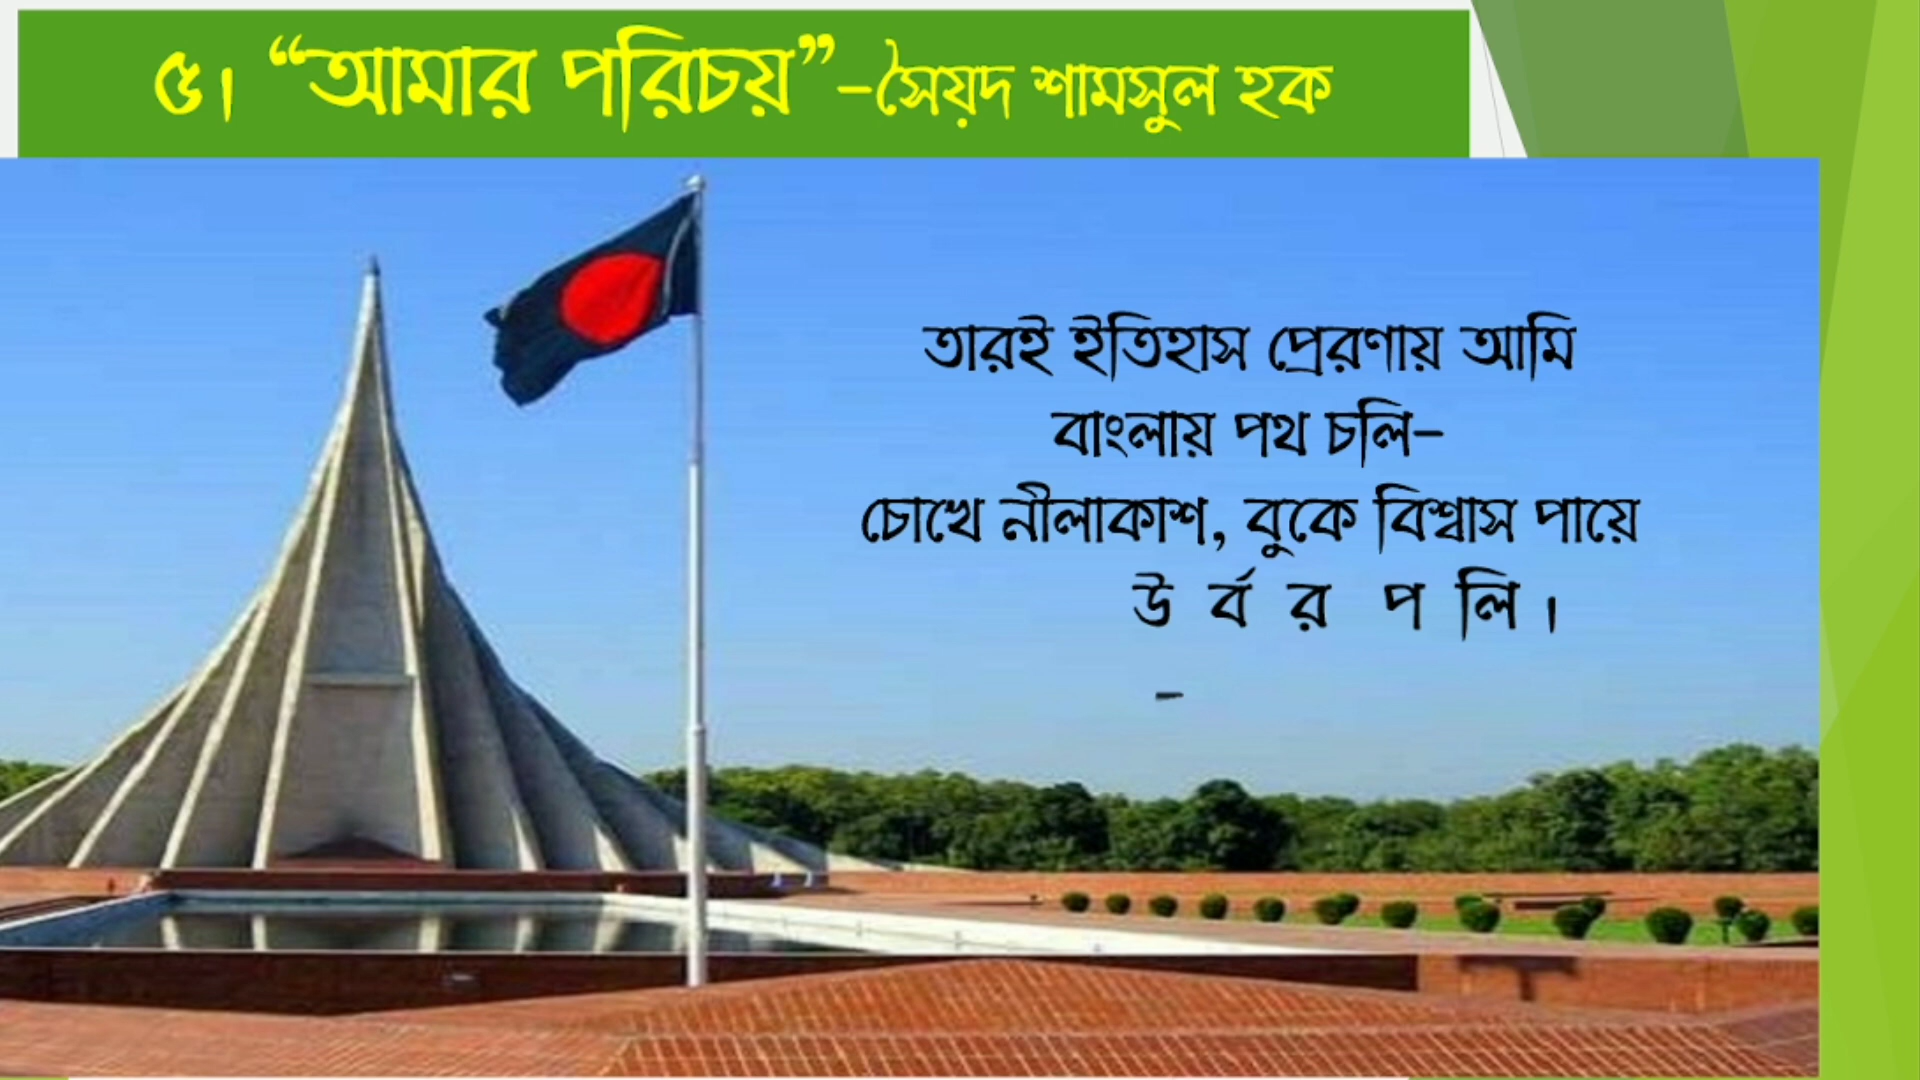 ৫। “আমার পরিচয়”-সৈয়দ শামসুল হক
তারই ইতিহাস প্রেরণায় আমি
বাংলায় পথ চলি-
চোখে নীলাকাশ, বুকে বিশ্বাস পায়ে
উ র্ব র প লি।
-